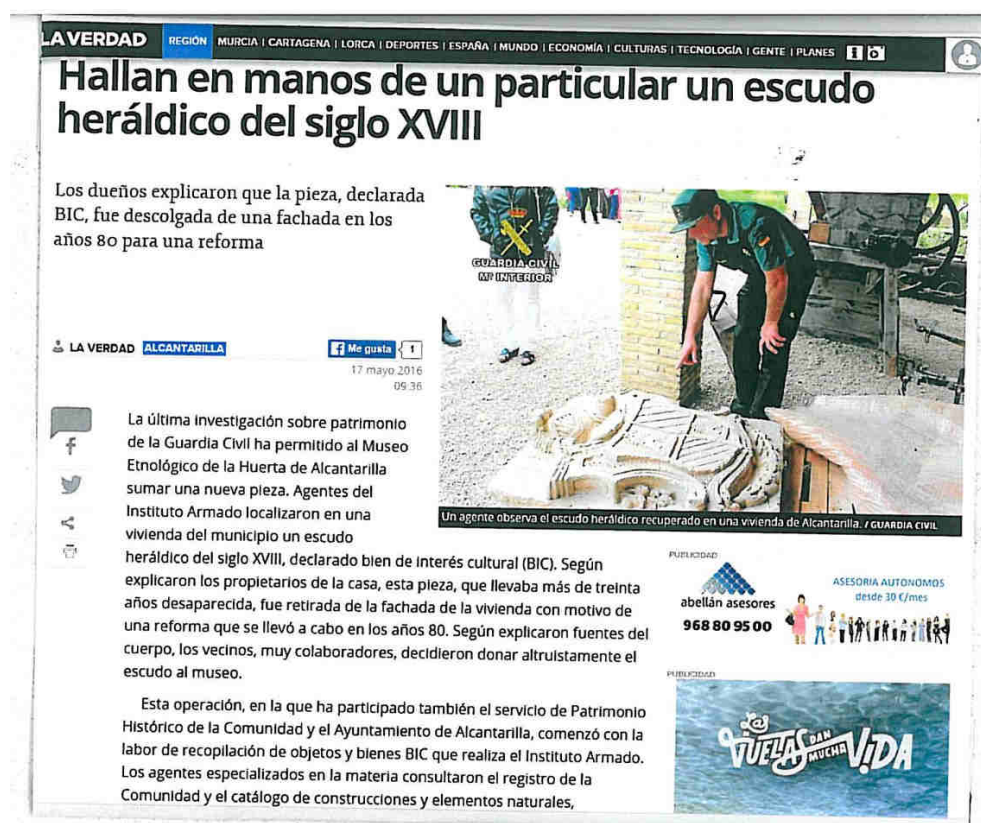 LA VERDAD REGIÓN MURCIA | CARTAGENA | LORCA | DEPORTES | ESPAÑA | MUNDO | ECONOMÍA | CULTURAS | TECNOLOGÍA | GENTE | PLANES
Hallan en manos de un particular un escudo
heráldico del siglo XVIII
Los dueños explicaron que la pieza, declarada
BIC, fue descolgada de una fachada en los
años 80 para una reforma
GUARDIA CIVIL
Mº INTERIOR
LA VERDAD ALCANTARILLA
Me gusta 1
17 mayo 2016
09:36
Un agente observa el escudo heráldico recuperado en una vivienda de Alcantarilla. / GUARDIA CIVIL
La última investigación sobre patrimonio
de la Guardia Civil ha permitido al Museo
Etnológico de la Huerta de Alcantarilla
sumar una nueva pieza. Agentes del
Instituto Armado localizaron en una
vivienda del municipio un escudo
heráldico del siglo XVIII, declarado bien de interés cultural (BIC). Según
explicaron los propietarios de la casa, esta pieza, que llevaba más de treinta
años desaparecida, fue retirada de la fachada de la vivienda con motivo de
una reforma que se llevó a cabo en los años 80. Según explicaron fuentes del
cuerpo, los vecinos, muy colaboradores, decidieron donar altruistamente el
escudo al museo.
Esta operación, en la que ha participado también el servicio de Patrimonio
Histórico de la Comunidad y el Ayuntamiento de Alcantarilla, comenzó con la
labor de recopilación de objetos y bienes BIC que realiza el Instituto Armado.
Los agentes especializados en la materia consultaron el registro de la
Comunidad y el catálogo de construcciones y elementos naturales,
PUBLICIDAD
abellán asesores
968 80 95 00
ASESORIA AUTONOMOS
desde 30 €/mes
PUBLICIDAD
Las
VUELTAS DAN
MUCHA VIDA